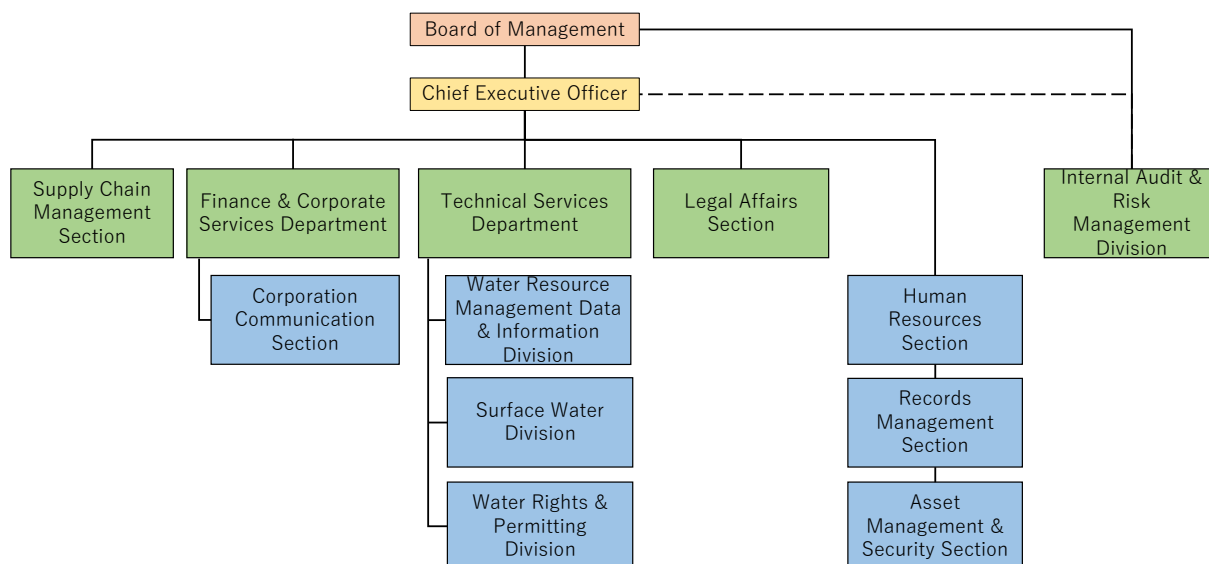 Board of Management
Chief Executive Officer
Supply Chain
Management
Section
Finance & Corporate
Services Department
Technical Services
Department
Legal Affairs
Section
Internal Audit &
Risk
Management
Division
Corporation
Communication
Section
Water Resource
Management Data
& Information
Division
Human
Resources
Section
Surface Water
Division
Records
Management
Section
Water Rights &
Permitting
Division
Asset
Management &
Security Section